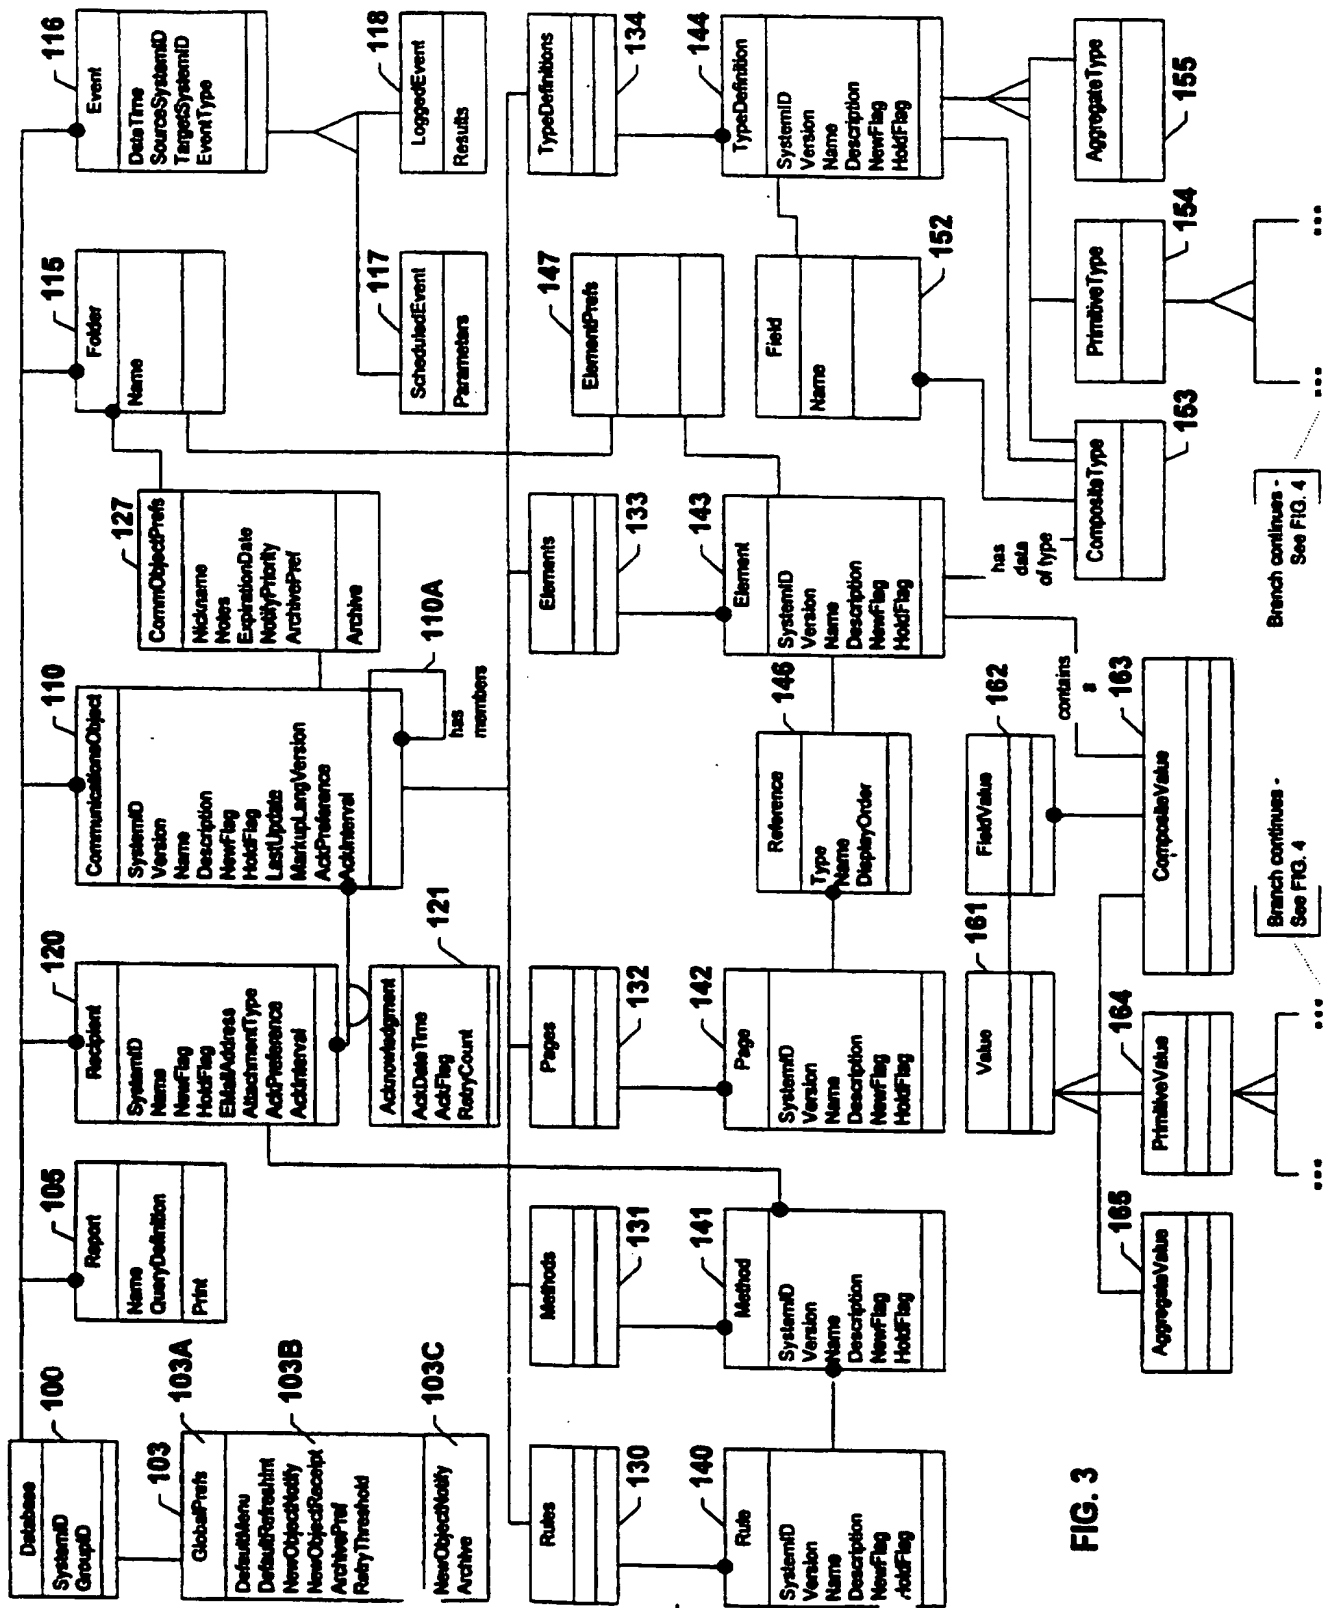 Database
SystemID
GroupID
100
103
103A
GlobalPrefs
DefaultMenu
DefaultRefreshInt
NewObjectNotify
NewObjectReceipt
ArchivePref
RetryThreshold
103B
NewObjectNotify
Archive
103C
105
Report
Name
QueryDefinition
Print
120
Recipient
SystemID
Name
NewFlag
HoldFlag
EMailAddress
AttachmentType
AckPreference
AckInterval
Acknowledgment
AckDateTime
AckFlag
RetryCount
121
110
CommunicationsObject
SystemID
Version
Name
Description
NewFlag
HoldFlag
LastUpdate
MarkupLangVersion
AckPreference
AckInterval
110A
has
members
127
CommObjectPrefs
Nickname
Notes
ExpirationDate
NotifyPriority
ArchivePref
Archive
115
Folder
Name
116
Event
DateTime
SourceSystemID
TargetSystemID
EventType
117
ScheduledEvent
Parameters
118
LoggedEvent
Results
Rules
130
Methods
131
Pages
132
Elements
133
ElementPrefs
147
TypeDefinitions
134
140
Rule
SystemID
Version
Name
Description
NewFlag
HoldFlag
141
Method
SystemID
Version
Name
Description
NewFlag
HoldFlag
142
Page
SystemID
Version
Name
Description
NewFlag
HoldFlag
146
Reference
Type
Name
DisplayOrder
143
Element
SystemID
Version
Name
Description
NewFlag
HoldFlag
Field
Name
152
144
TypeDefinition
SystemID
Version
Name
Description
NewFlag
HoldFlag
has
data
of type
contains
a
161
Value
162
FieldValue
165
AggregateValue
164
PrimitiveValue
163
CompositeValue
CompositeType
153
PrimitiveType
154
AggregateType
155
...
...
Branch continues -
See FIG. 4
...
...
Branch continues -
See FIG. 4
FIG. 3